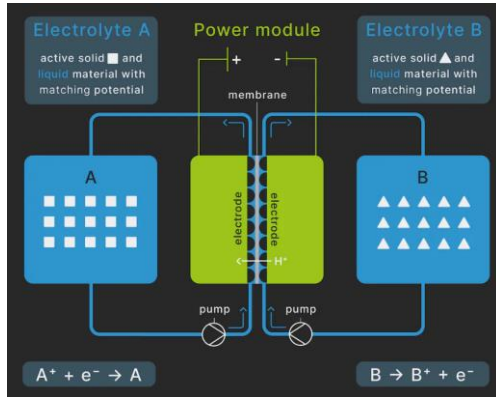 Electrolyte A
active solid ■ and
liquid material with
matching potential
Power module
+
-
membrane
Electrolyte B
active solid ▲ and
liquid material with
matching potential
A
electrode
electrode
H⁺
B
pump
pump
A⁺ + e⁻ → A
B → B⁺ + e⁻